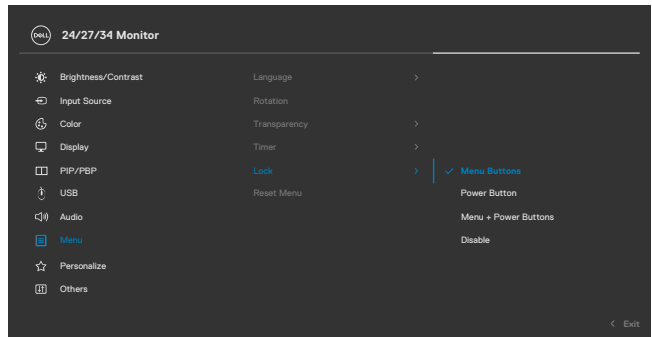 DELL
24/27/34 Monitor
Brightness/Contrast
Language
Input Source
Rotation
Color
Transparency
Display
Timer
PIP/PBP
Lock
Menu Buttons
USB
Reset Menu
Power Button
Audio
Menu + Power Buttons
Menu
Disable
Personalize
Others
Exit